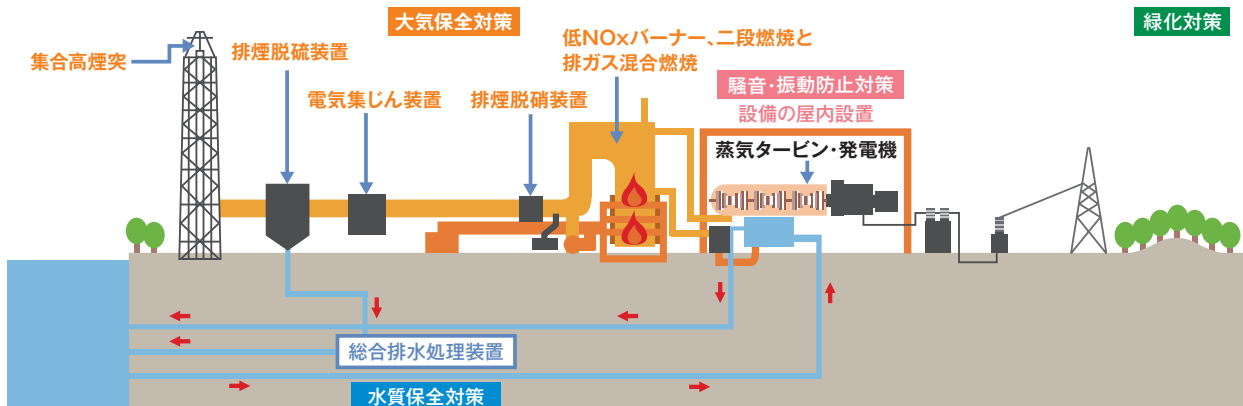 大気保全対策
緑化対策
集合高煙突
排煙脱硫装置
電気集じん装置
排煙脱硝装置
低NOxバーナー、二段燃焼と
排ガス混合燃焼
騒音・振動防止対策
設備の屋内設置
蒸気タービン・発電機
総合排水処理装置
水質保全対策